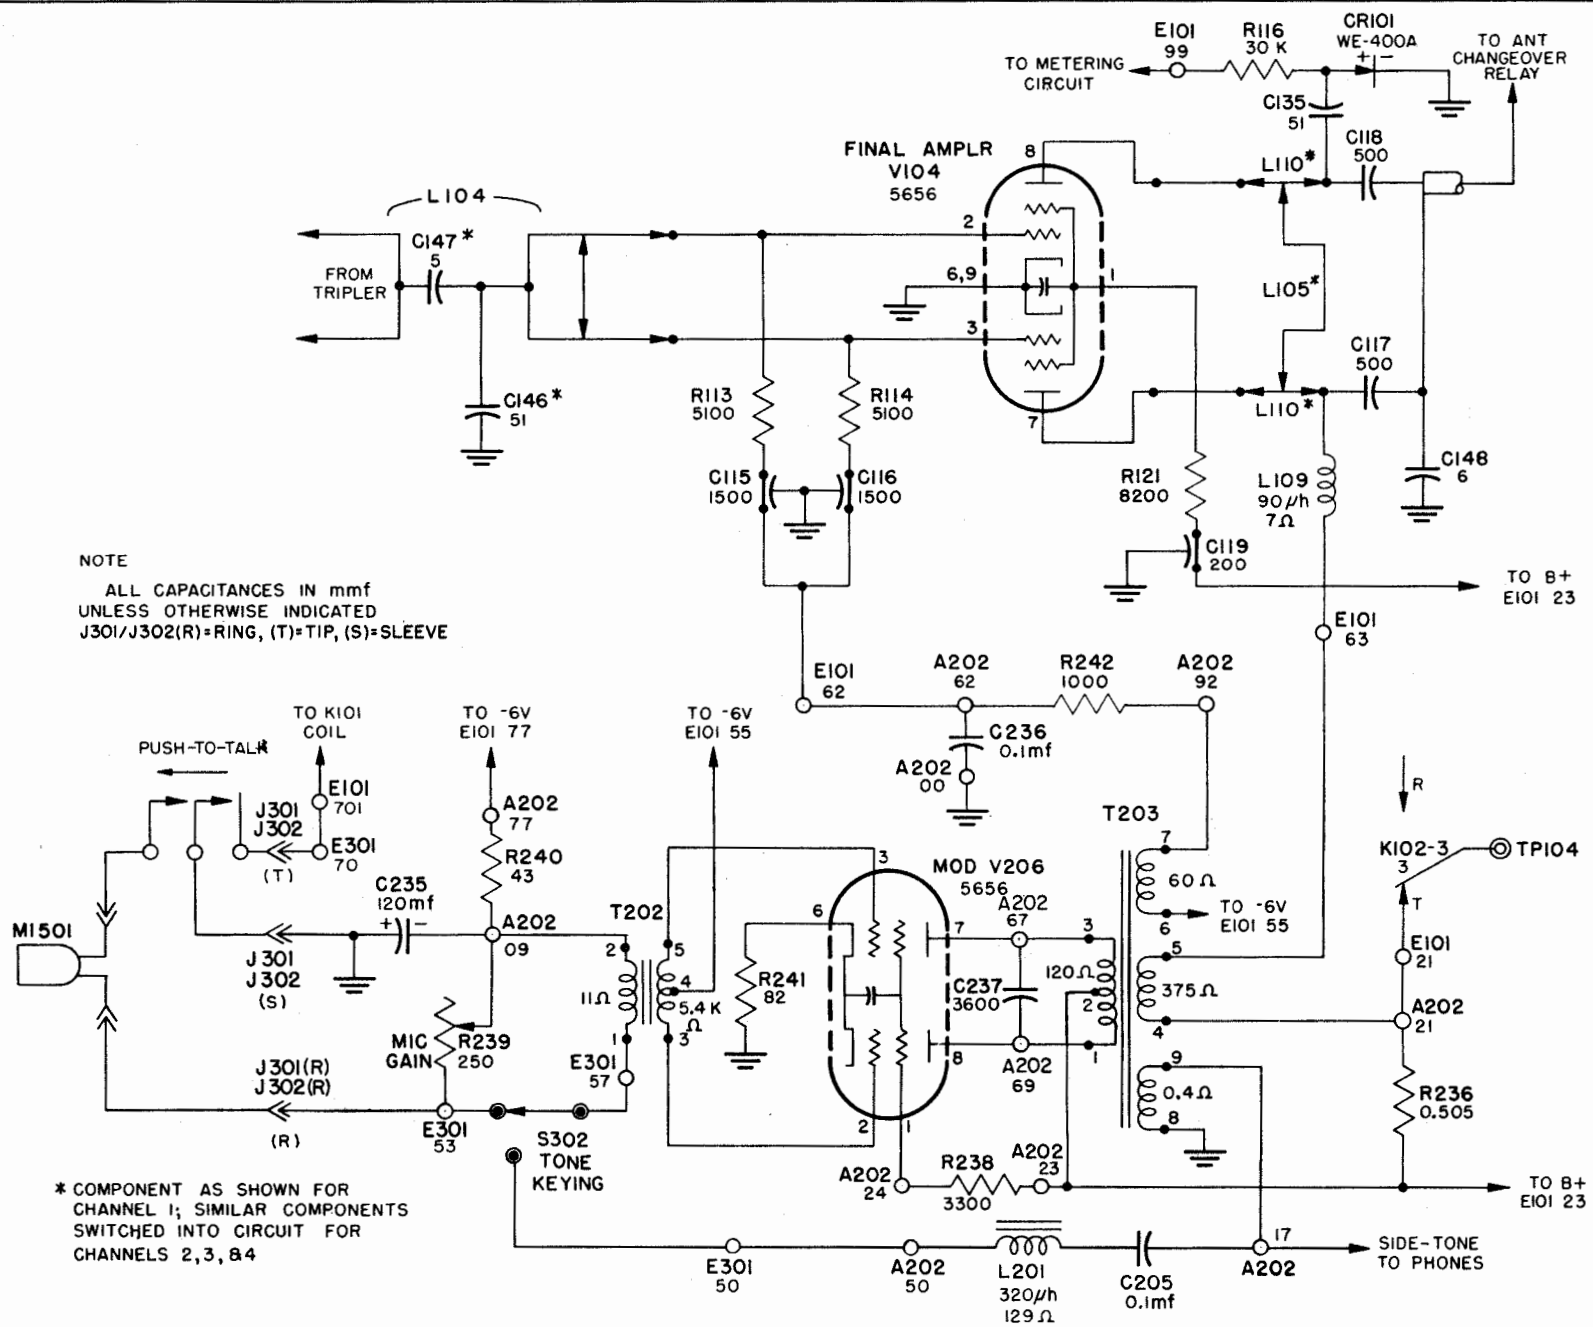 CR101
WE-400A
+ -
E101
99
R116
30 K
TO ANT
CHANGEOVER
RELAY
TO METERING
CIRCUIT
C135
51
C118
500
FINAL AMPLR
V104
5656
8
L110*
L104
2
C147*
5
FROM
TRIPLER
6,9
1
L105*
3
C117
500
C146*
51
R113
5100
R114
5100
7
L110*
C115
1500
C116
1500
R121
8200
L109
90µh
7Ω
C148
6
C119
200
NOTE
ALL CAPACITANCES IN mmf
UNLESS OTHERWISE INDICATED
J301/J302(R)=RING, (T)=TIP, (S)=SLEEVE
TO B+
E101 23
E101
63
E101
62
A202
62
R242
1000
A202
92
TO K101
COIL
TO -6V
E101 77
TO -6V
E101 55
C236
0.1mf
PUSH-TO-TALK
A202
00
R
E101
701
J301
J302
(T)
E301
70
A202
77
R240
43
T203
7
60Ω
6
TO -6V
E101 55
K102-3
3
TP104
T
C235
120mf
+ -
3
MOD V206
5656
A202
67
M1501
A202
09
T202
6
7
3
5
E101
21
J301
J302
(S)
2
11Ω
1
5
4
5.4 K
Ω
3
R241
82
C237
3600
120Ω
2
1
375Ω
4
A202
21
MIC
GAIN
R239
250
8
A202
69
9
0.4Ω
8
R236
0.505
J301(R)
J302(R)
(R)
E301
57
E301
53
S302
TONE
KEYING
2
1
A202
24
R238
3300
A202
23
TO B+
E101 23
* COMPONENT AS SHOWN FOR
CHANNEL 1; SIMILAR COMPONENTS
SWITCHED INTO CIRCUIT FOR
CHANNELS 2,3, &4
E301
50
A202
50
L201
320µh
129Ω
C205
0.1mf
17
A202
SIDE-TONE
TO PHONES